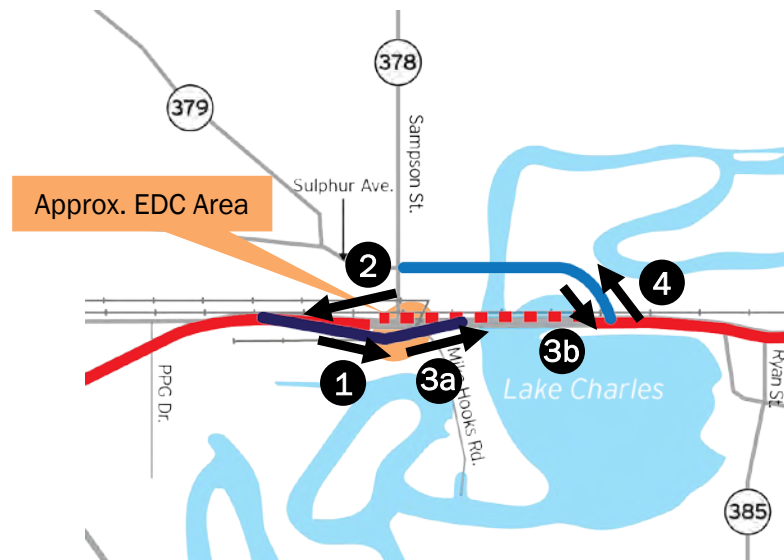 378
379
Sampson St.
Sulphur Ave.
Approx. EDC Area
2
4
3b
1
3a
PPG Dr.
Mike Hooks Rd.
Lake Charles
Ryan St.
385